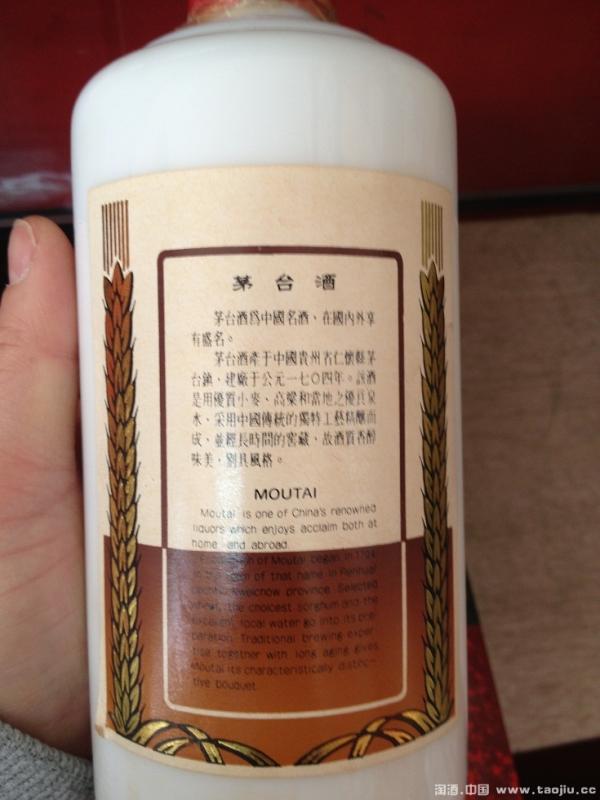 茅台酒
茅台酒為中國名酒、在國內外享
有盛名。
茅台酒產于中國貴州省仁懷縣茅
台鎮、建廠于公元一七〇四年。該酒
是用優質小麥、高粱和當地之優良泉
水、采用中國傳統的獨特工藝精釀而
成、並經長時間的窖藏、故酒質香醇
味美、別具風格。
MOUTAI
Moutai is one of China's renowned
liquors which enjoys acclaim both at
home and abroad.
of Moutai began in 1704
in the town of that name in Renhuai
Kweichow province. Selected
wheat, the choicest sorghum and the
excellent local water go into its pre-
paration. Traditional brewing exper-
tise together with long aging gives
Moutai its characteristically distinc-
tive bouquet.
淘酒.中国 www.taojiu.cc